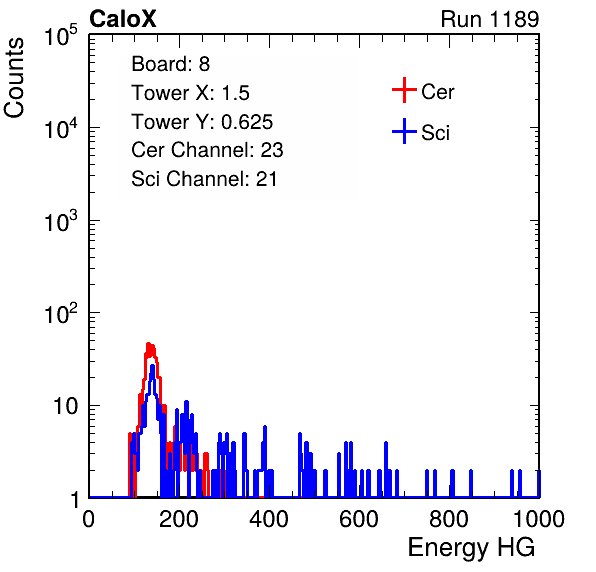 CaloX Run 1189
Counts
Board: 8
Tower X: 1.5
Tower Y: 0.625
Cer Channel: 23
Sci Channel: 21
Cer
Sci
10^5
10^4
10^3
10^2
10
1
0 200 400 600 800 1000
Energy HG